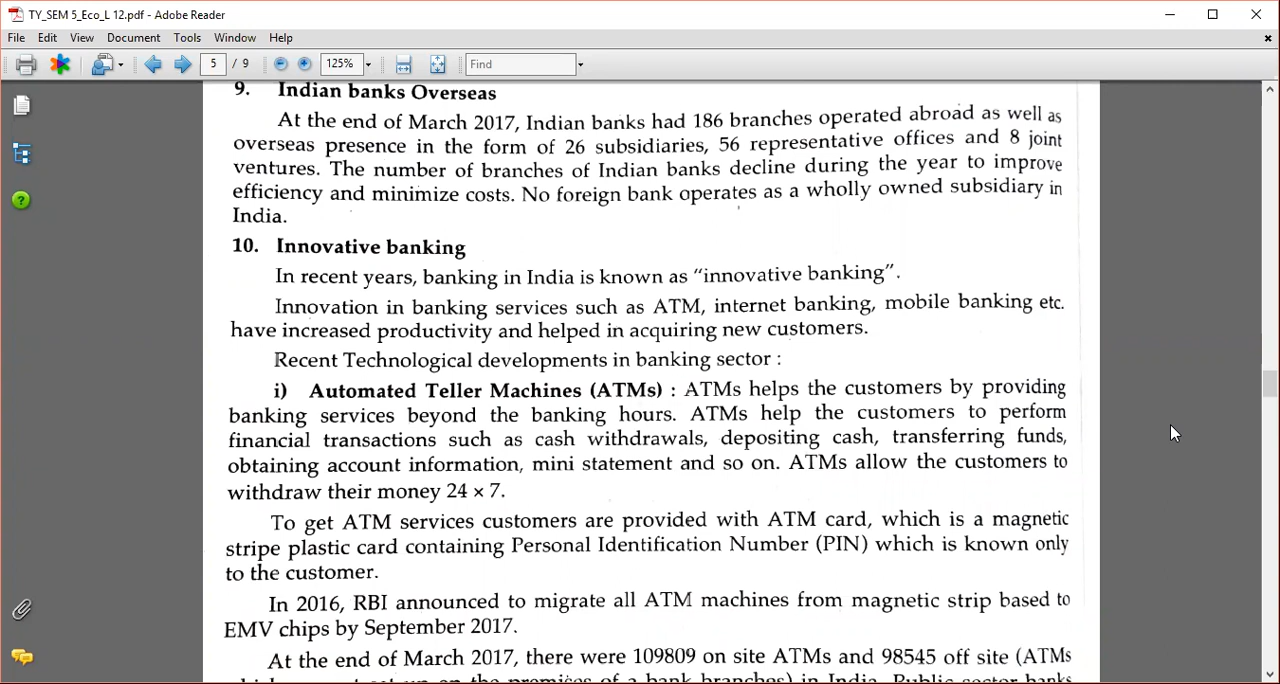 TY_SEM 5_Eco_L 12.pdf - Adobe Reader
File Edit View Document Tools Window Help
5 / 9 125% Find
9. Indian banks Overseas
At the end of March 2017, Indian banks had 186 branches operated abroad as well as
overseas presence in the form of 26 subsidiaries, 56 representative offices and 8 joint
ventures. The number of branches of Indian banks decline during the year to improve
efficiency and minimize costs. No foreign bank operates as a wholly owned subsidiary in
India.
10. Innovative banking
In recent years, banking in India is known as "innovative banking".
Innovation in banking services such as ATM, internet banking, mobile banking etc.
have increased productivity and helped in acquiring new customers.
Recent Technological developments in banking sector :
i) Automated Teller Machines (ATMs) : ATMs helps the customers by providing
banking services beyond the banking hours. ATMs help the customers to perform
financial transactions such as cash withdrawals, depositing cash, transferring funds,
obtaining account information, mini statement and so on. ATMs allow the customers to
withdraw their money 24 × 7.
To get ATM services customers are provided with ATM card, which is a magnetic
stripe plastic card containing Personal Identification Number (PIN) which is known only
to the customer.
In 2016, RBI announced to migrate all ATM machines from magnetic strip based to
EMV chips by September 2017.
At the end of March 2017, there were 109809 on site ATMs and 98545 off site (ATMs
premises of a bank branches) in India. Public sector banks